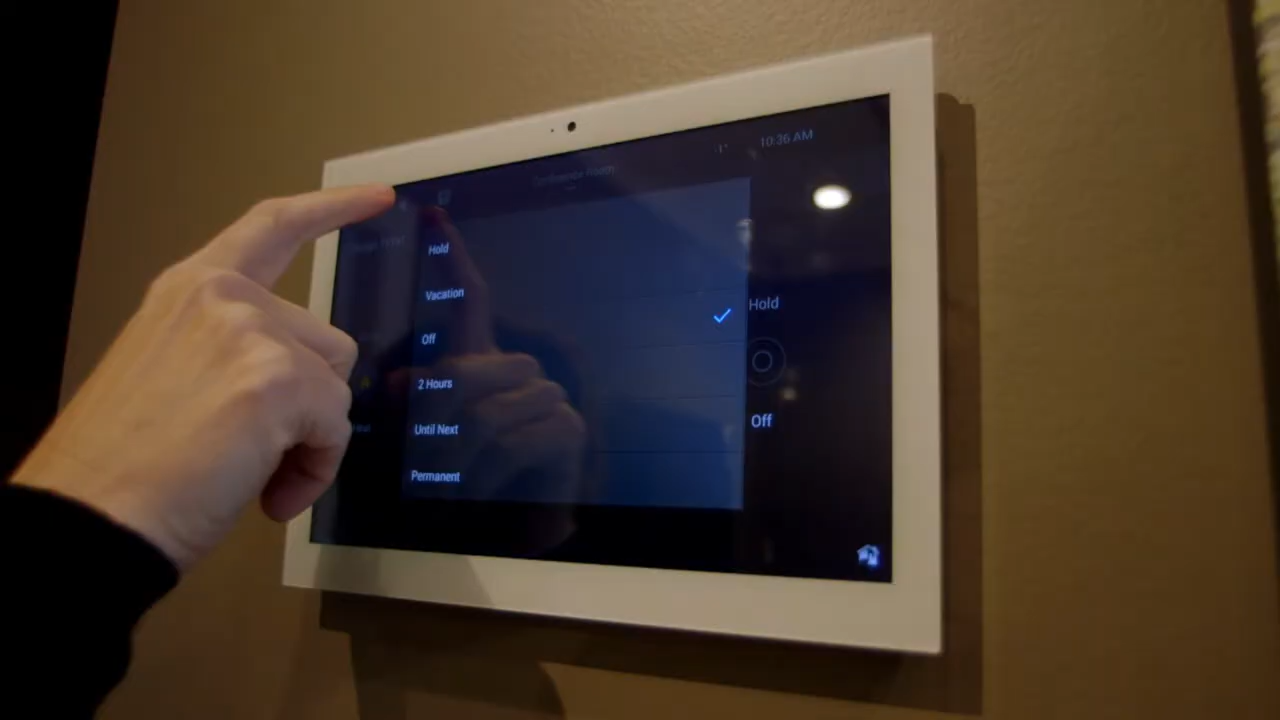 10:36 AM
Hold
Vacation
Off
2 Hours
Until Next
Permanent
Hold
Off